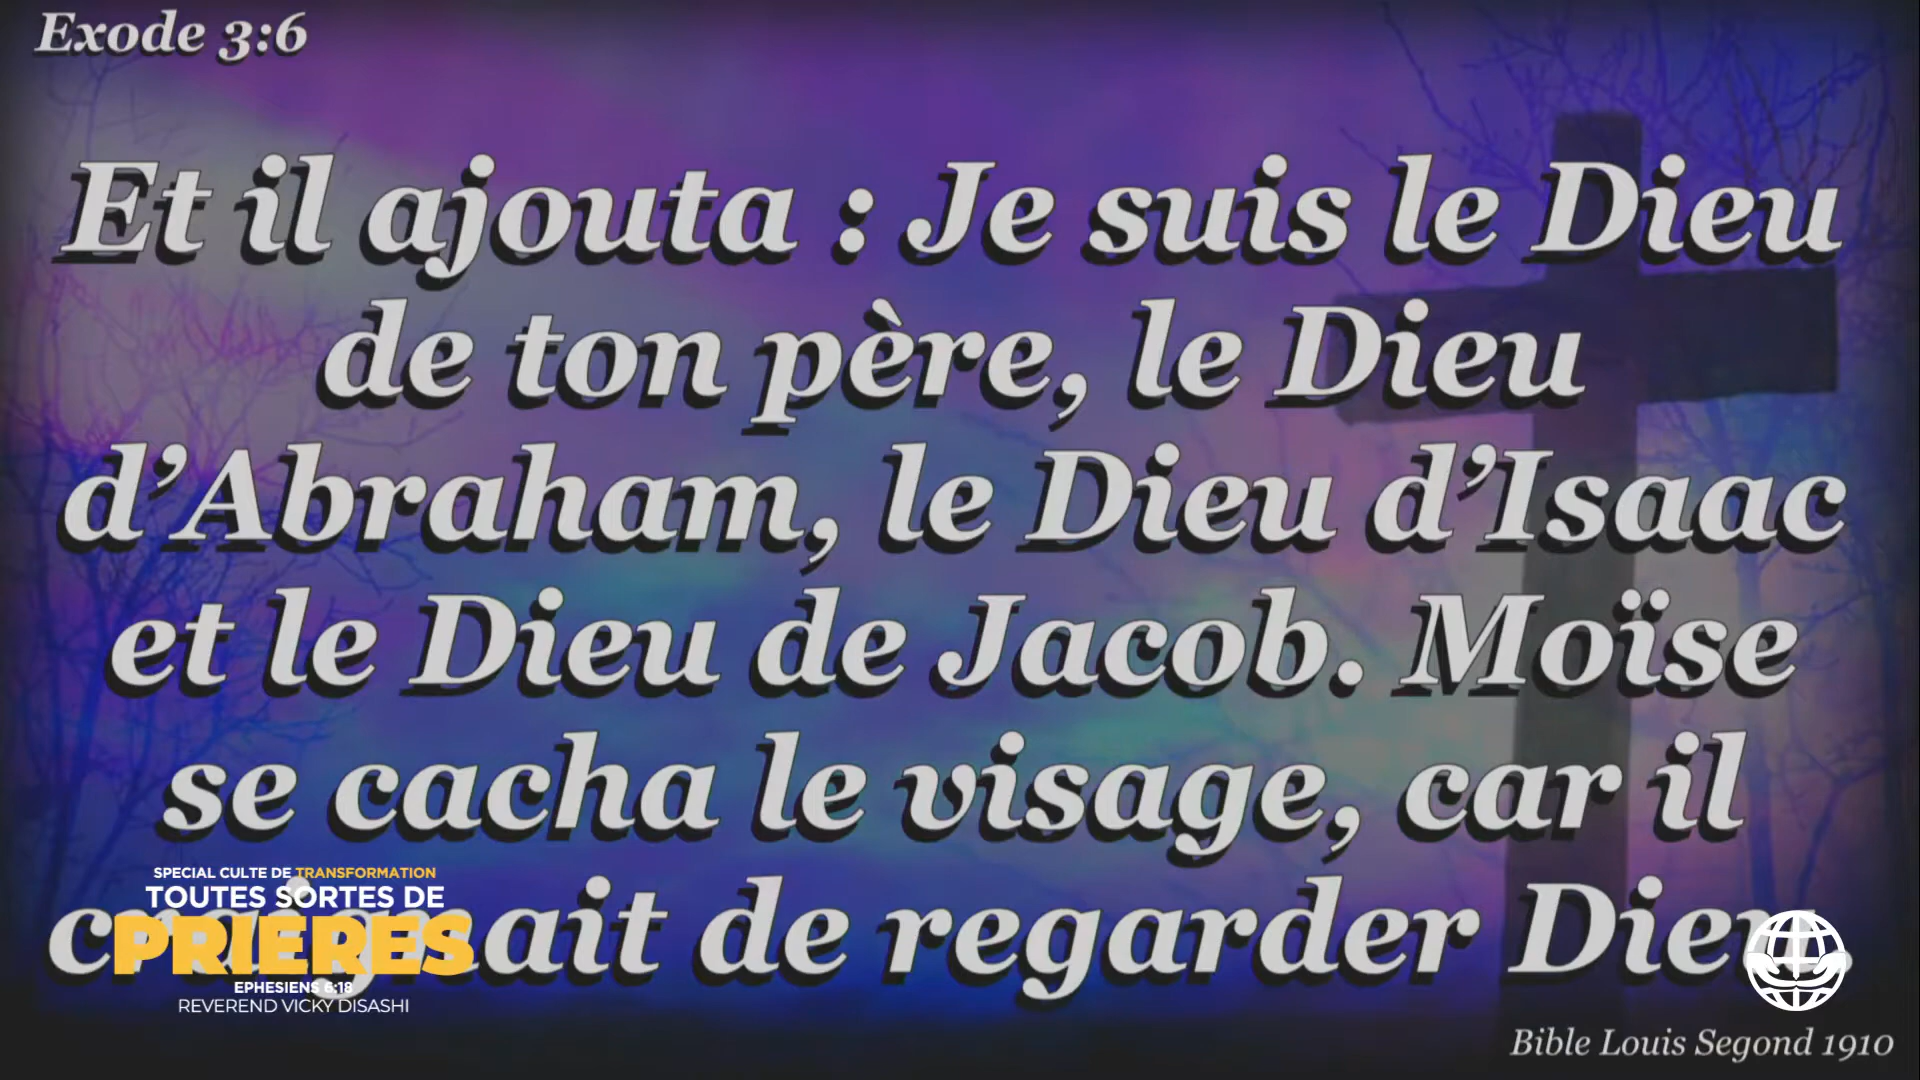 Exode 3:6
Et il ajouta : Je suis le Dieu
de ton père, le Dieu
d’Abraham, le Dieu d’Isaac
et le Dieu de Jacob. Moïse
se cacha le visage, car il
craignait de regarder Dieu.
SPECIAL CULTE DE TRANSFORMATION
TOUTES SORTES DE
PRIERES
EPHESIENS 6:18
REVEREND VICKY DISASHI
Bible Louis Segond 1910